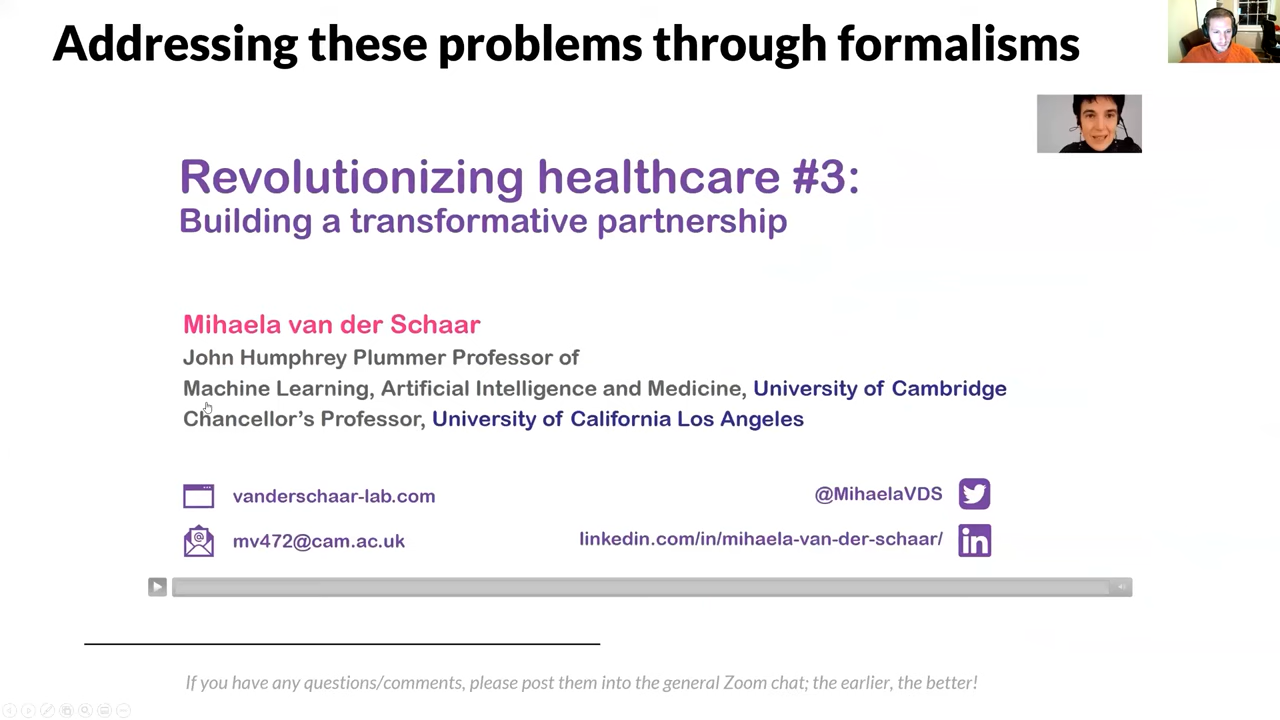 Addressing these problems through formalisms
Revolutionizing healthcare #3:
Building a transformative partnership
Mihaela van der Schaar
John Humphrey Plummer Professor of
Machine Learning, Artificial Intelligence and Medicine, University of Cambridge
Chancellor's Professor, University of California Los Angeles
vanderschaar-lab.com
@MihaelaVDS
mv472@cam.ac.uk
linkedin.com/in/mihaela-van-der-schaar/
If you have any questions/comments, please post them into the general Zoom chat; the earlier, the better!